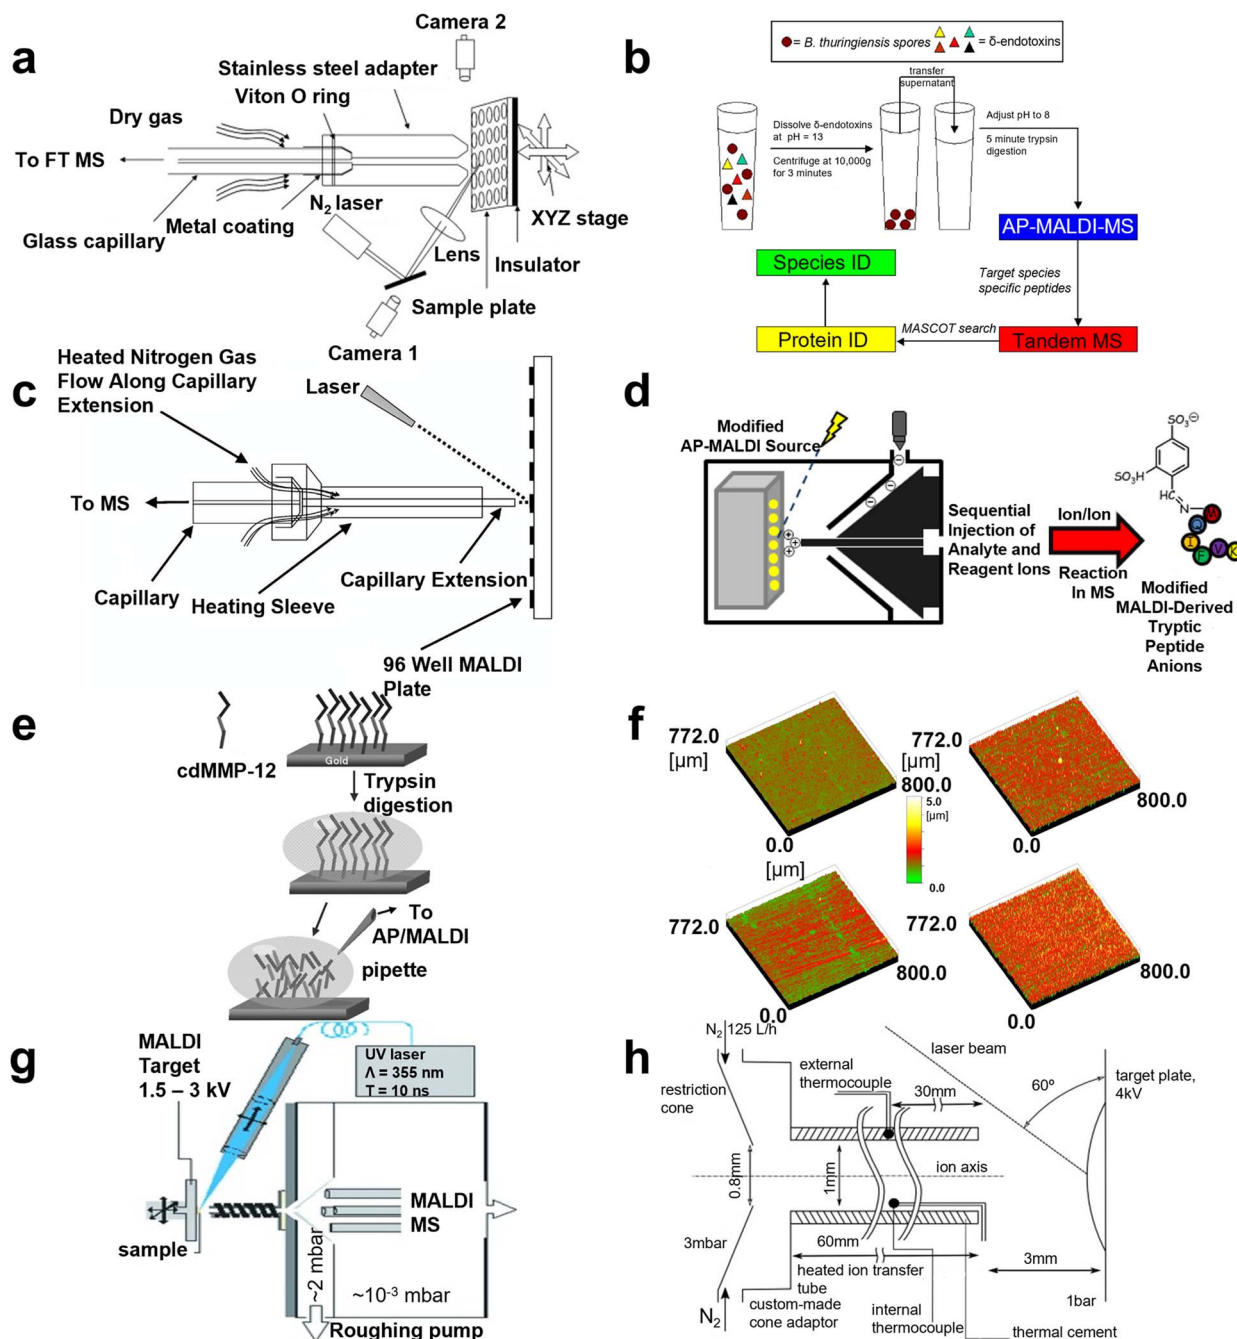 a
Camera 2
Stainless steel adapter
Viton O ring
Dry gas
To FT MS
N₂ laser
Metal coating
Glass capillary
XYZ stage
Lens
Insulator
Sample plate
Camera 1
b
= B. thuringiensis spores
= δ-endotoxins
transfer
supernatant
Dissolve δ-endotoxins
at pH = 13
Centrifuge at 10,000g
for 3 minutes
Adjust pH to 8
5 minute trypsin
digestion
AP-MALDI-MS
Species ID
Target species
specific peptides
MASCOT search
Protein ID
Tandem MS
c
Heated Nitrogen Gas
Flow Along Capillary
Extension
Laser
To MS
Capillary Extension
Capillary
Heating Sleeve
96 Well MALDI
Plate
d
Modified
AP-MALDI Source
Sequential
Injection of
Analyte and
Reagent Ions
Ion/Ion
Reaction
In MS
SO₃⊖
SO₃H
HC
N
Q
I
F
V
K
Modified
MALDI-Derived
Tryptic
Peptide
Anions
e
cdMMP-12
Gold
Trypsin
digestion
To
AP/MALDI
pipette
f
772.0
[µm]
0.0
[µm]
772.0
[µm]
800.0
5.0
[µm]
0.0
800.0
0.0
772.0
800.0
0.0
772.0
800.0
0.0
g
MALDI
Target
1.5 – 3 kV
UV laser
Λ = 355 nm
T = 10 ns
MALDI
MS
sample
~2 mbar
~10⁻³ mbar
Roughing pump
h
N₂
125 L/h
restriction
cone
external
thermocouple
laser beam
30mm
60º
target plate,
4kV
0.8mm
1mm
ion axis
3mbar
60mm
3mm
heated ion transfer
tube
1bar
N₂
custom-made
cone adaptor
internal
thermocouple
thermal cement